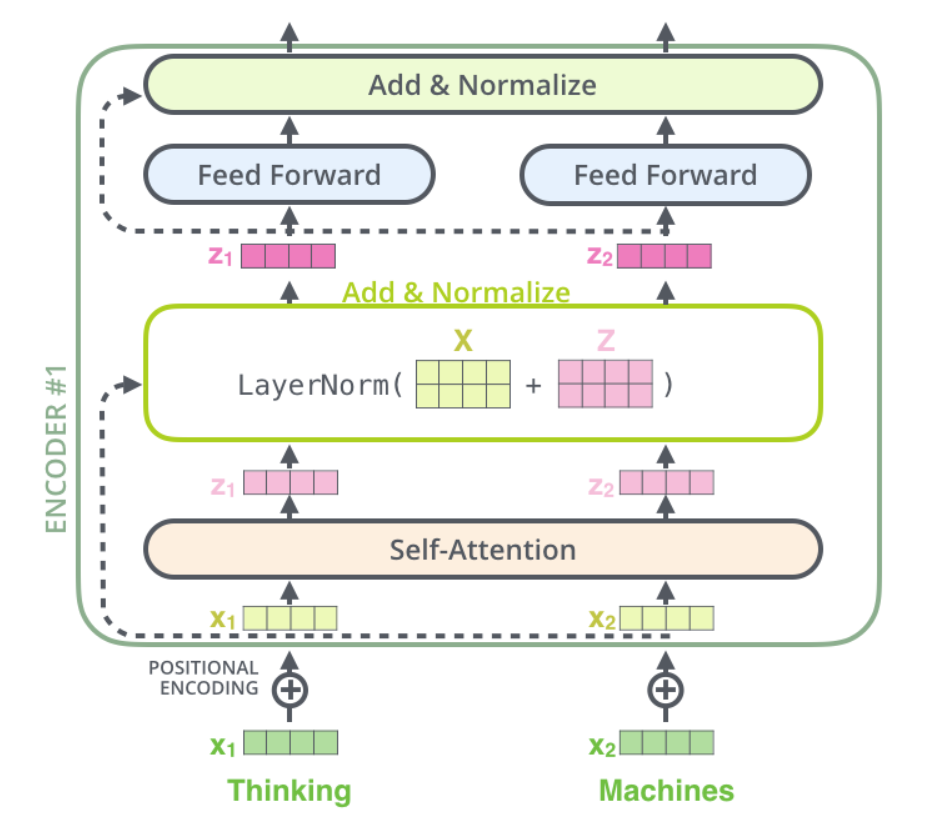 Add & Normalize
Feed Forward
Feed Forward
z1
z2
Add & Normalize
X
Z
LayerNorm(
+
)
ENCODER #1
z1
z2
Self-Attention
x1
x2
POSITIONAL
ENCODING
x1
x2
Thinking
Machines